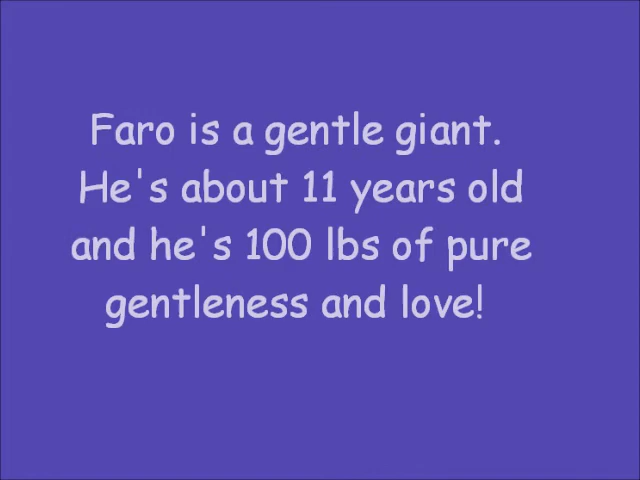 Faro is a gentle giant.
He's about 11 years old
and he's 100 lbs of pure
gentleness and love!